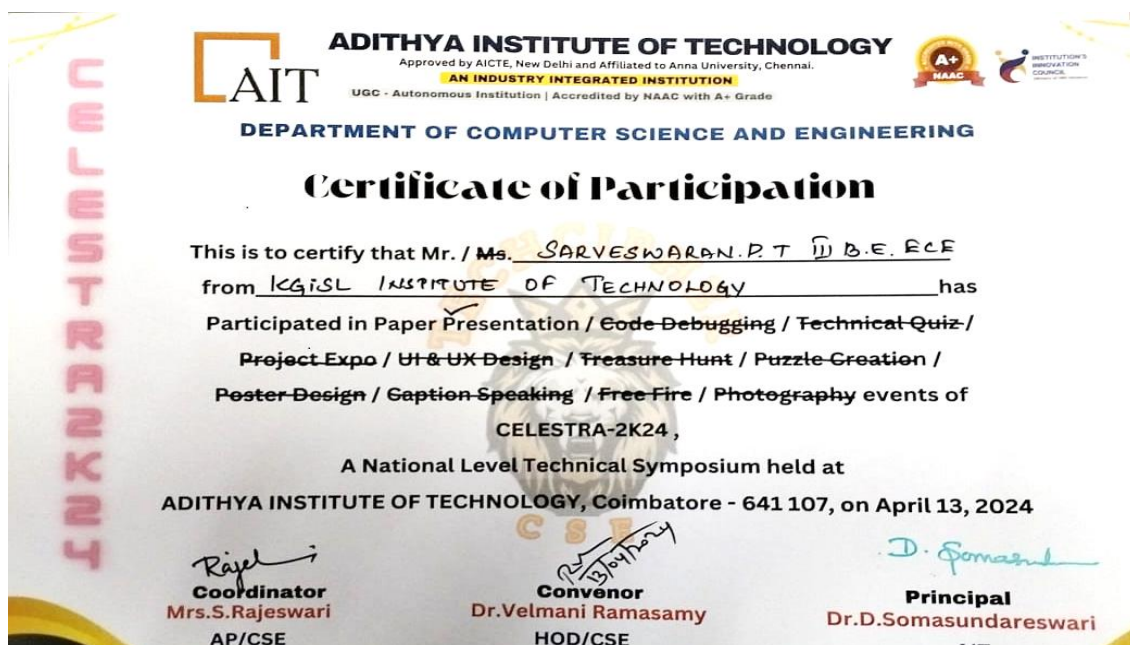 CELESTRA2K24
AIT
ADITHYA INSTITUTE OF TECHNOLOGY
Approved by AICTE, New Delhi and Affiliated to Anna University, Chennai.
AN INDUSTRY INTEGRATED INSTITUTION
UGC - Autonomous Institution | Accredited by NAAC with A+ Grade
A+
NAAC
INSTITUTION'S
INNOVATION
COUNCIL
DEPARTMENT OF COMPUTER SCIENCE AND ENGINEERING
Certificate of Participation
This is to certify that Mr. / Ms. SARVESWARAN.P.T III B.E. ECE
from KGiSL INSTITUTE OF TECHNOLOGY has
Participated in Paper Presentation / Code Debugging / Technical Quiz /
Project Expo / UI & UX Design / Treasure Hunt / Puzzle Creation /
Poster Design / Caption Speaking / Free Fire / Photography events of
CELESTRA-2K24 ,
A National Level Technical Symposium held at
ADITHYA INSTITUTE OF TECHNOLOGY, Coimbatore - 641 107, on April 13, 2024
CSE
Rajel
13/04/2024
D. Somasund
Coordinator
Convenor
Principal
Mrs.S.Rajeswari
Dr.Velmani Ramasamy
Dr.D.Somasundareswari
AP/CSE
HOD/CSE